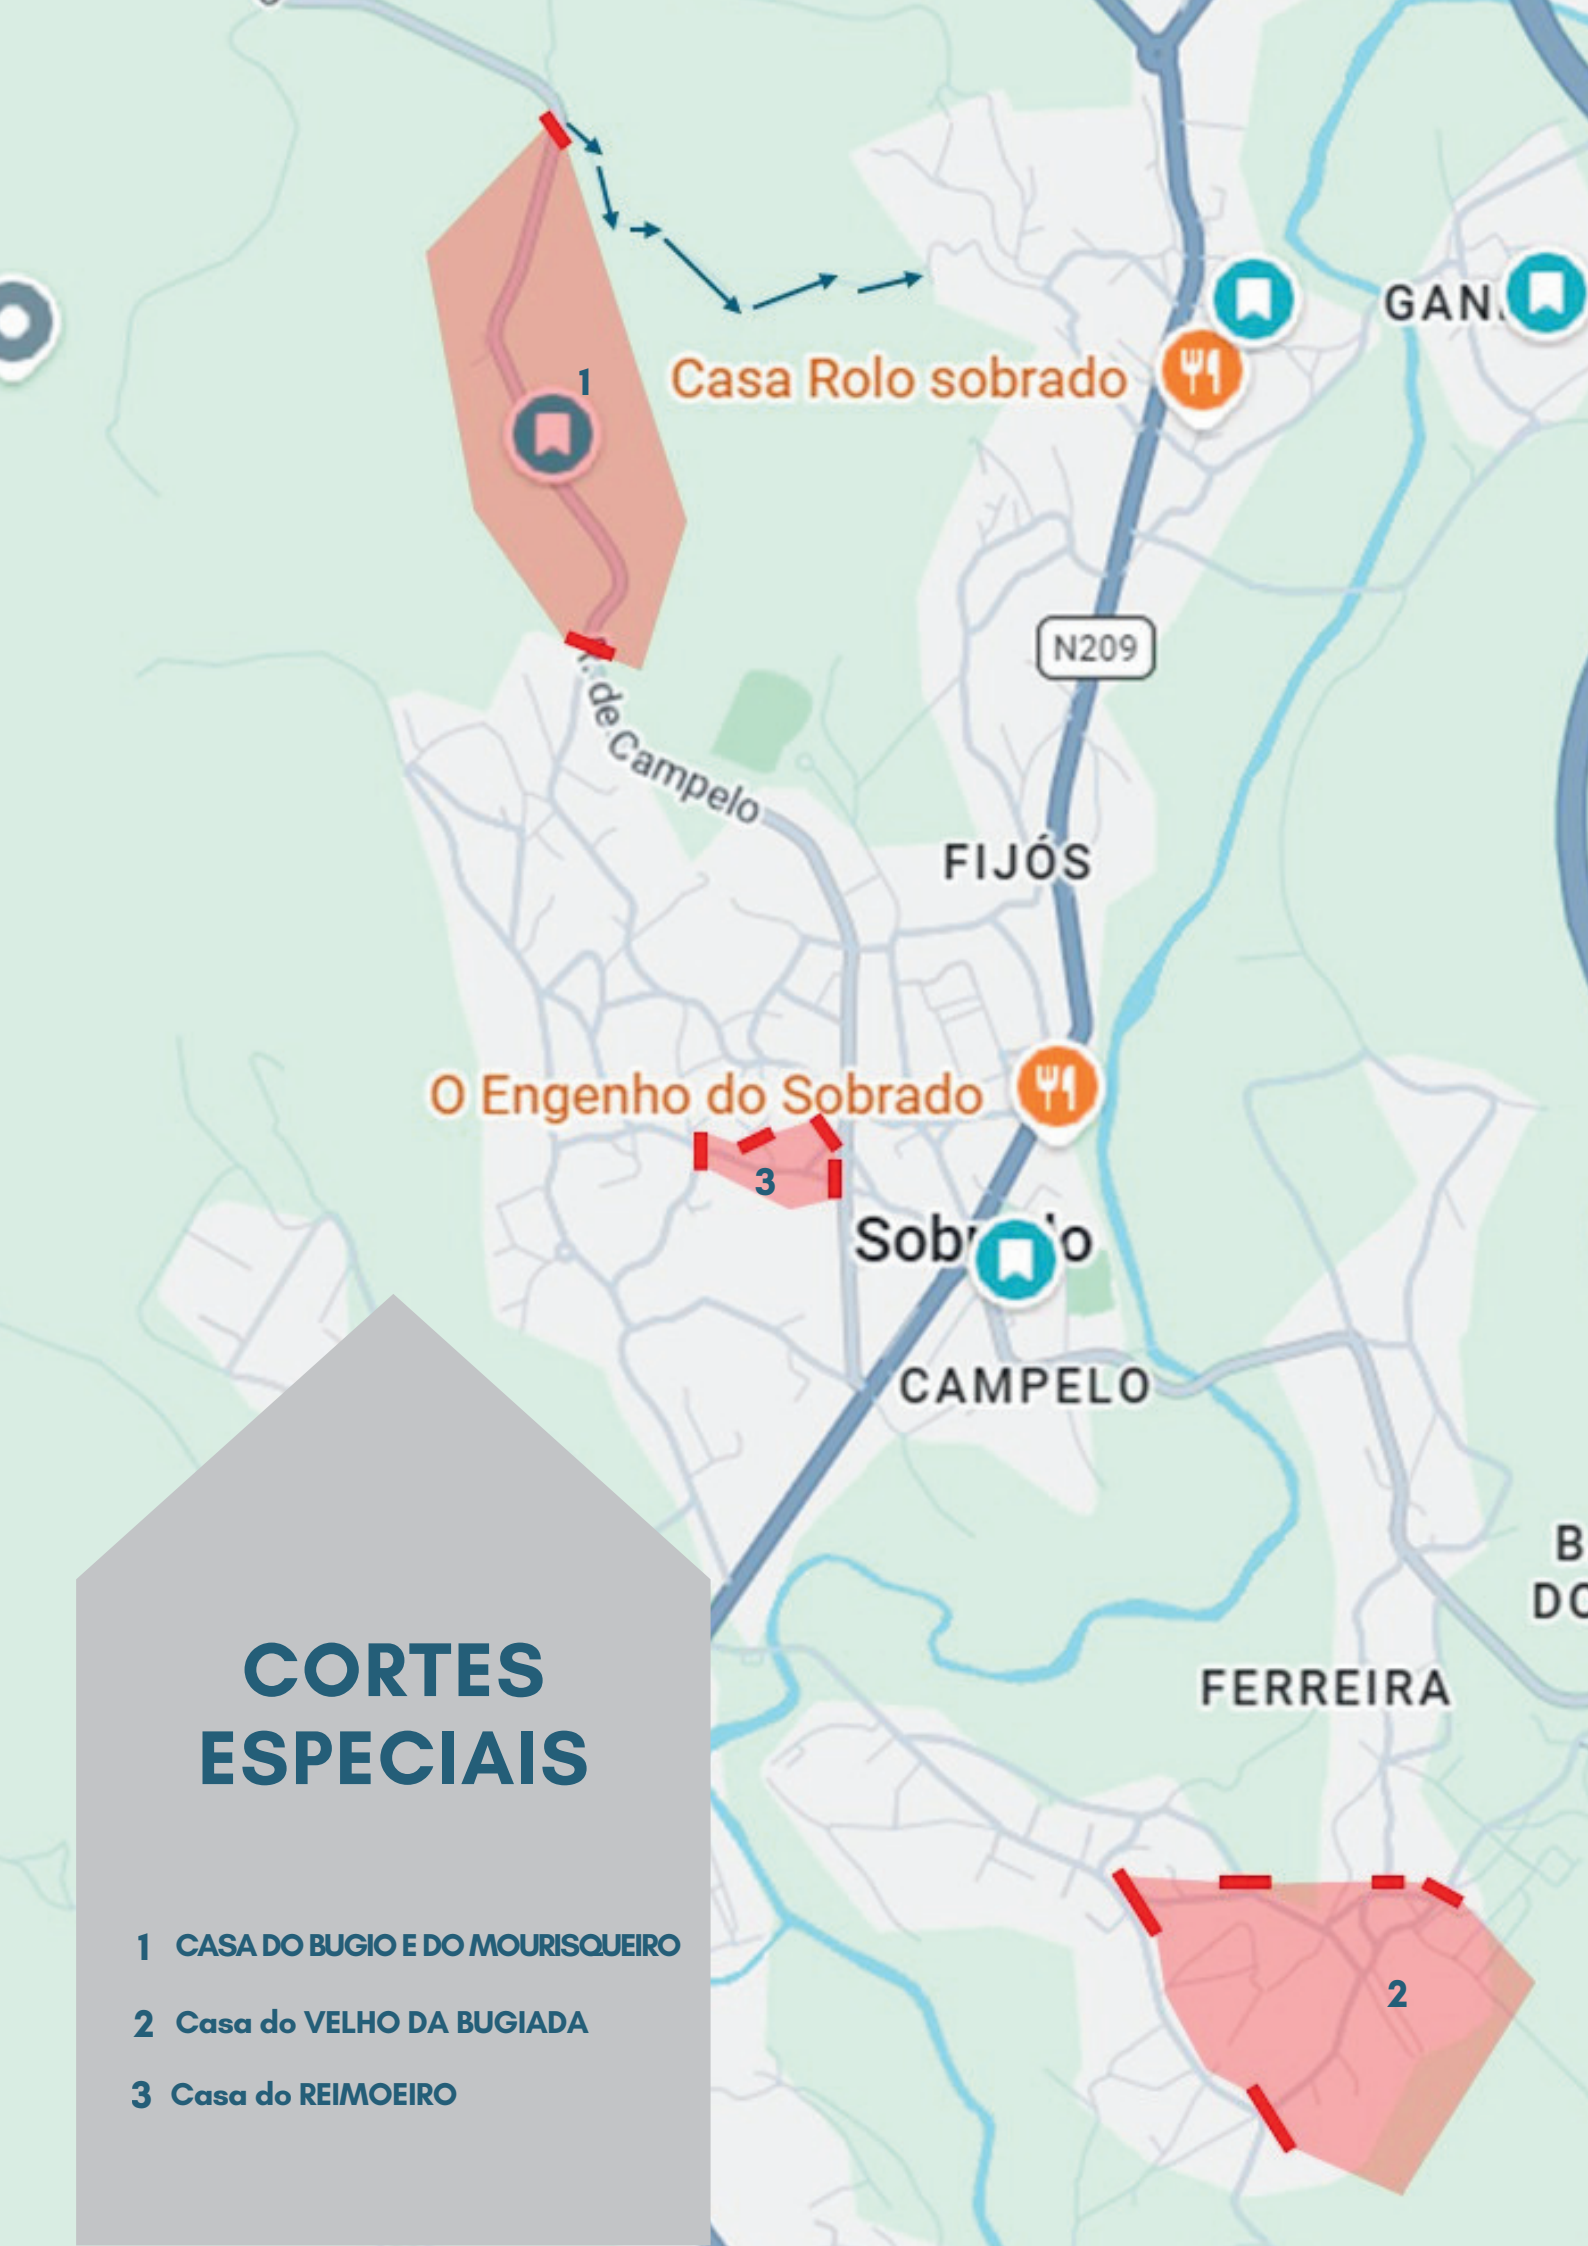 1
Casa Rolo sobrado
GAN
N209
de Campelo
FIJÓS
O Engenho do Sobrado
3
CAMPELO
B
DO
FERREIRA
2
CORTES
ESPECIAIS
1 CASA DO BUGIO E DO MOURISQUEIRO
2 Casa do VELHO DA BUGIADA
3 Casa do REIMOEIRO